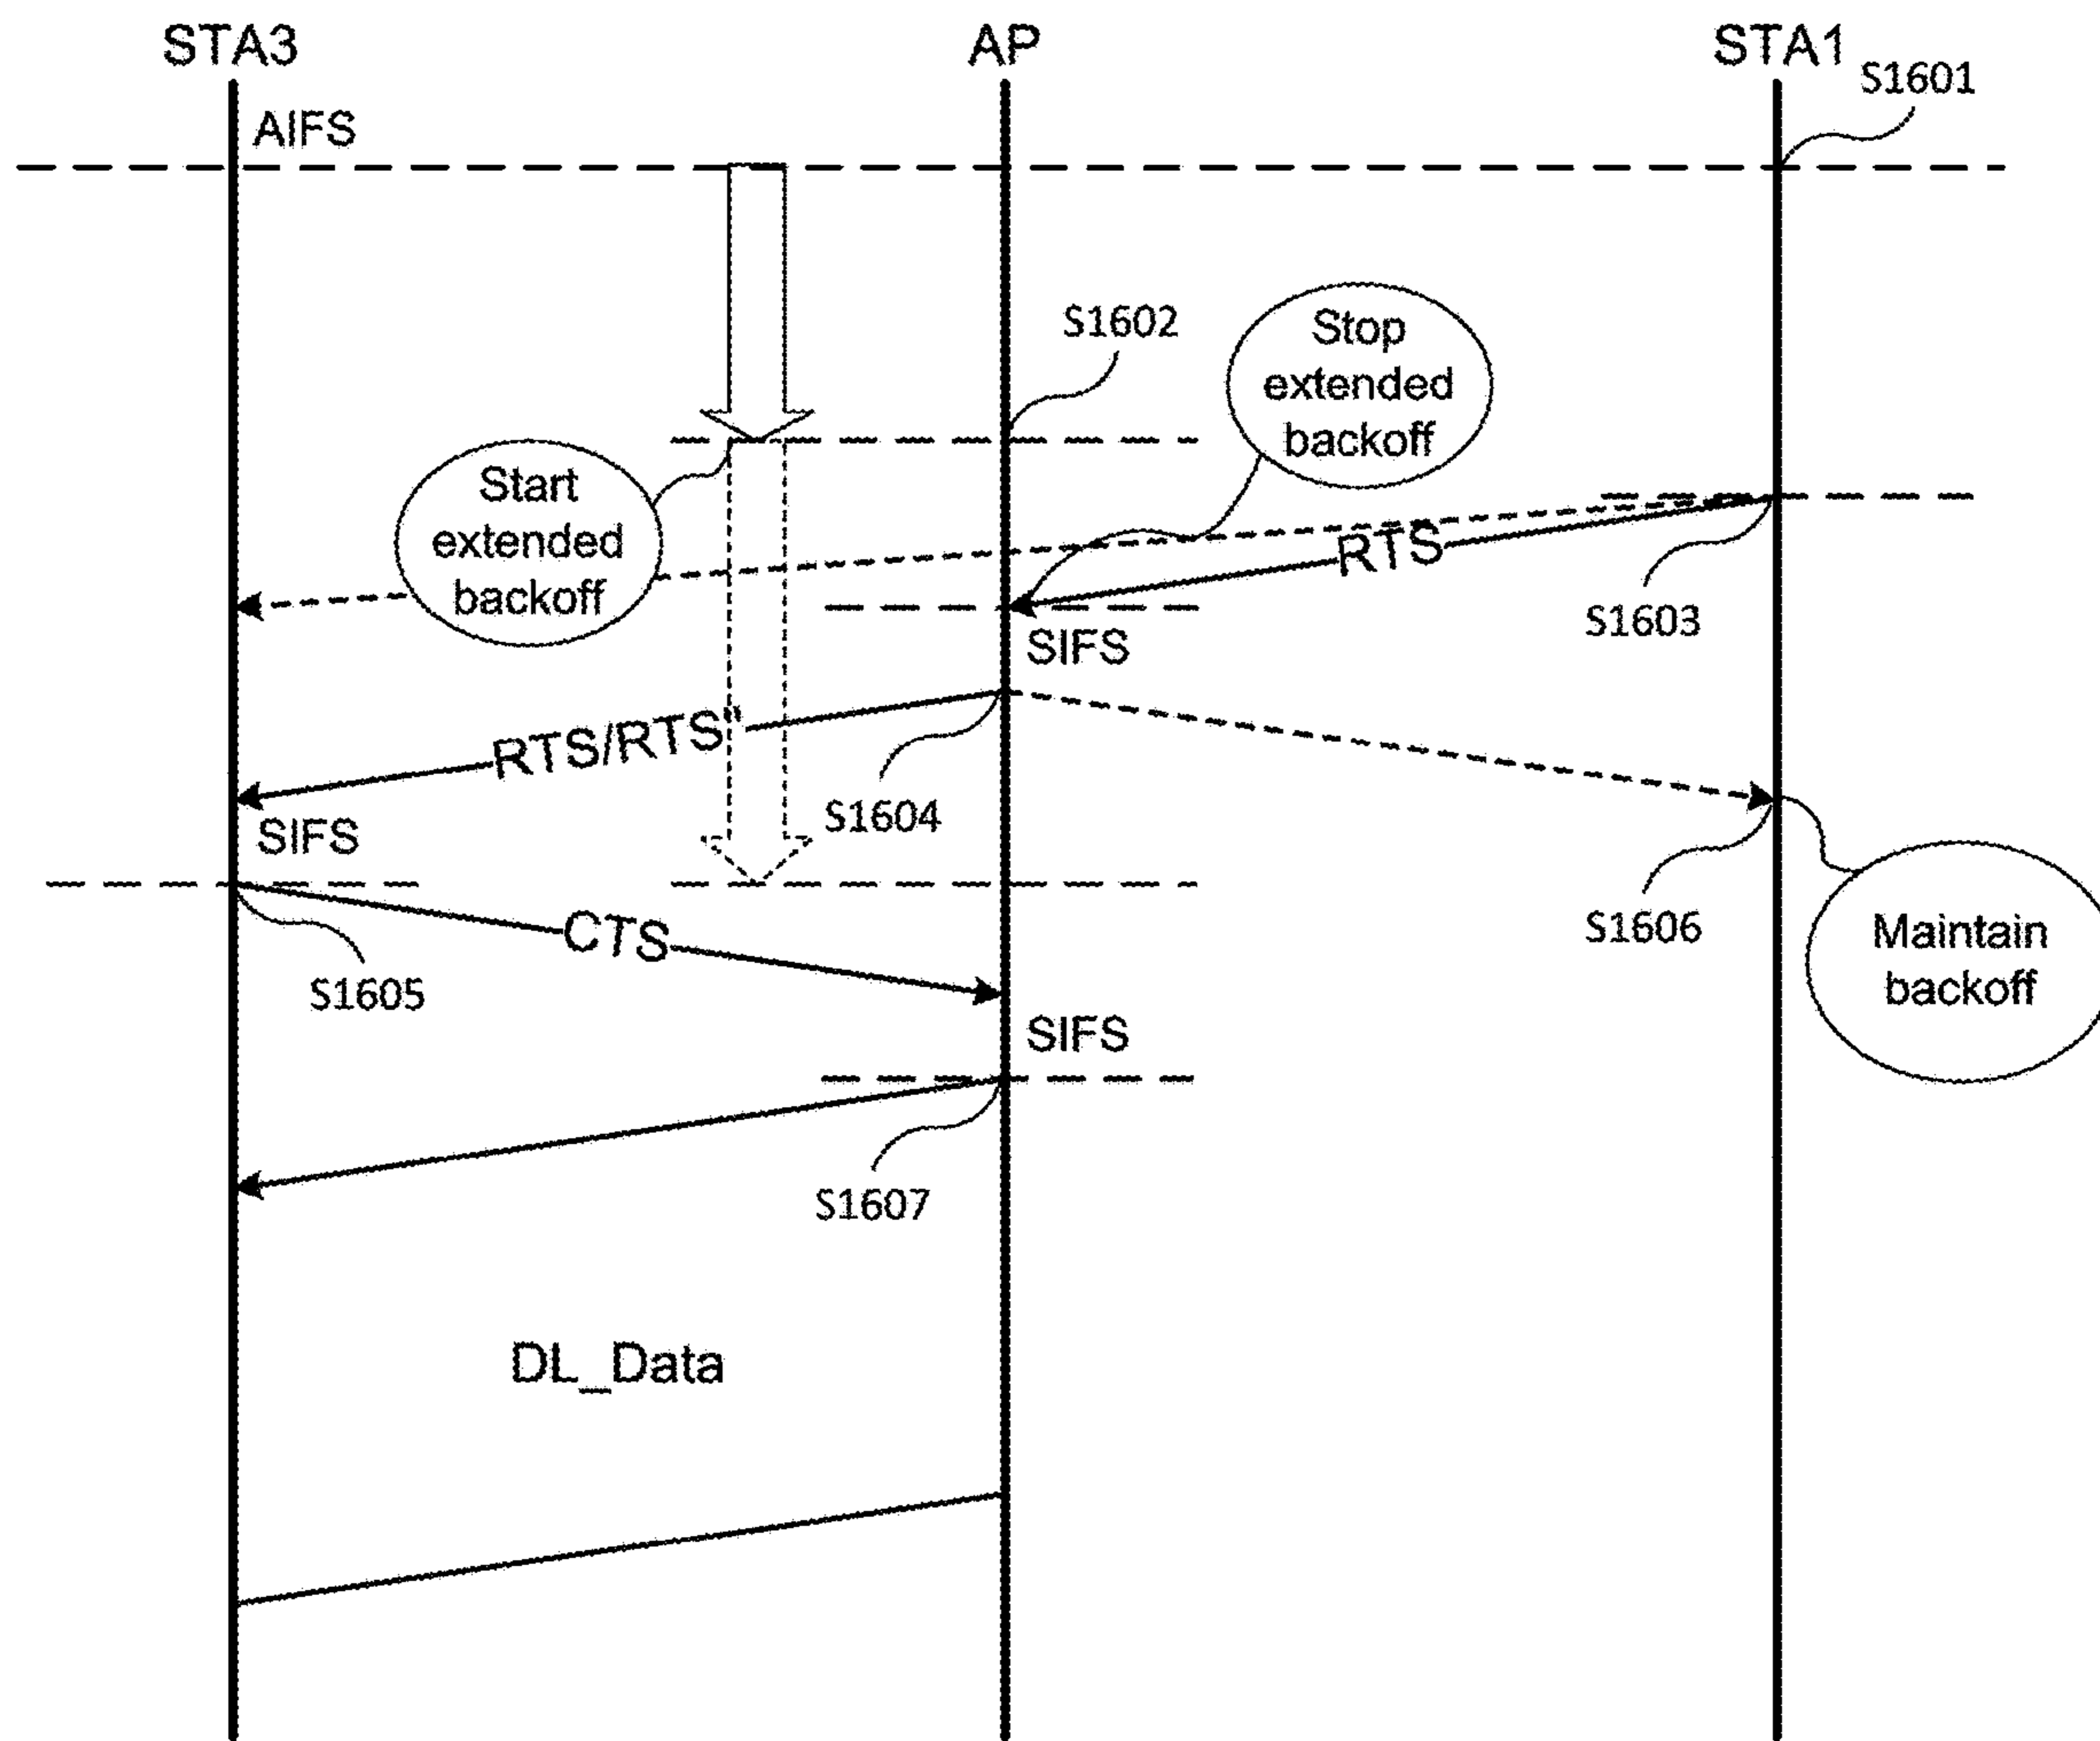 STA3
AP
STA1
S1601
AIFS
S1602
Stop
extended
backoff
Start
extended
backoff
RTS
S1603
SIFS
RTS/RTS"
S1604
SIFS
CTS
S1605
S1606
Maintain
backoff
SIFS
S1607
DL_Data